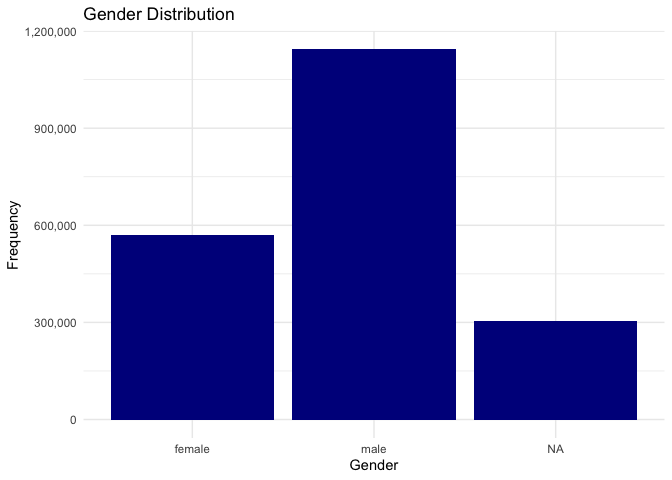 Gender Distribution
1,200,000
900,000
600,000
300,000
0
Frequency
female male NA
Gender